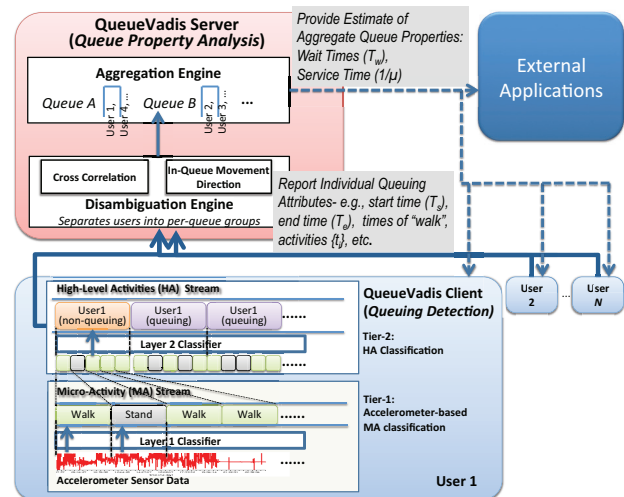 QueueVadis Server
(Queue Property Analysis)
Aggregation Engine
Queue A
User 1,
User 4, ...
Queue B
User 2,
User 3, ...
...
Cross Correlation
In-Queue Movement
Direction
Disambiguation Engine
Separates users into per-queue groups
Provide Estimate of
Aggregate Queue Properties:
Wait Times (Tw),
Service Time (1/μ)
External
Applications
Report Individual Queuing
Attributes- e.g., start time (Ts),
end time (Te), times of “walk”,
activities {tj}, etc.
High-Level Activities (HA) Stream
User1
(non-queuing)
User1
(queuing)
User1
(queuing)
......
Layer 2 Classifier
......
QueueVadis Client
(Queuing Detection)
Tier-2:
HA Classification
User
2
...
User
N
Micro-Activity (MA) Stream
Walk
Stand
Walk
Walk
......
Layer 1 Classifier
......
Accelerometer Sensor Data
Tier-1:
Accelerometer-based
MA classification
User 1